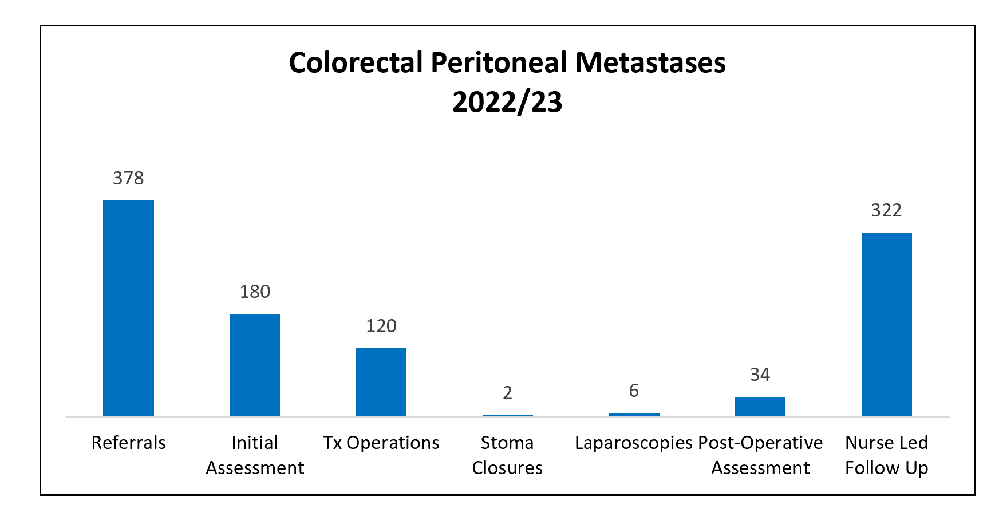 Colorectal Peritoneal Metastases
2022/23
378
180
120
2
6
34
322
Referrals
Initial
Assessment
Tx Operations
Stoma
Closures
Laparoscopies
Post-Operative
Assessment
Nurse Led
Follow Up